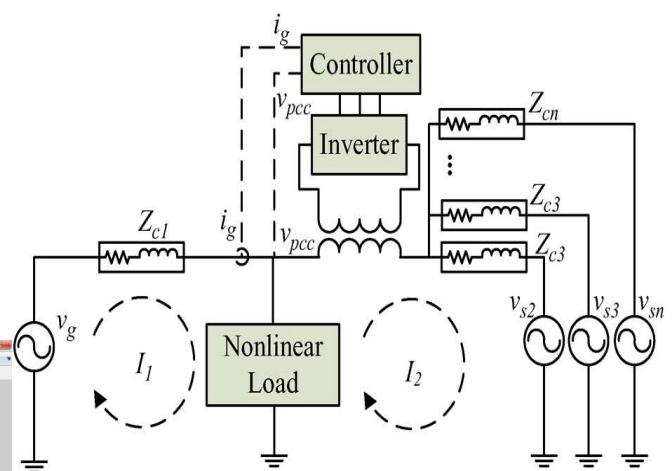 i_g
Controller
v_pcc
Inverter
Z_cn
Z_c1
i_g
v_pcc
Z_c3
Z_c3
v_g
I_1
Nonlinear
Load
I_2
v_s2
v_s3
v_sn